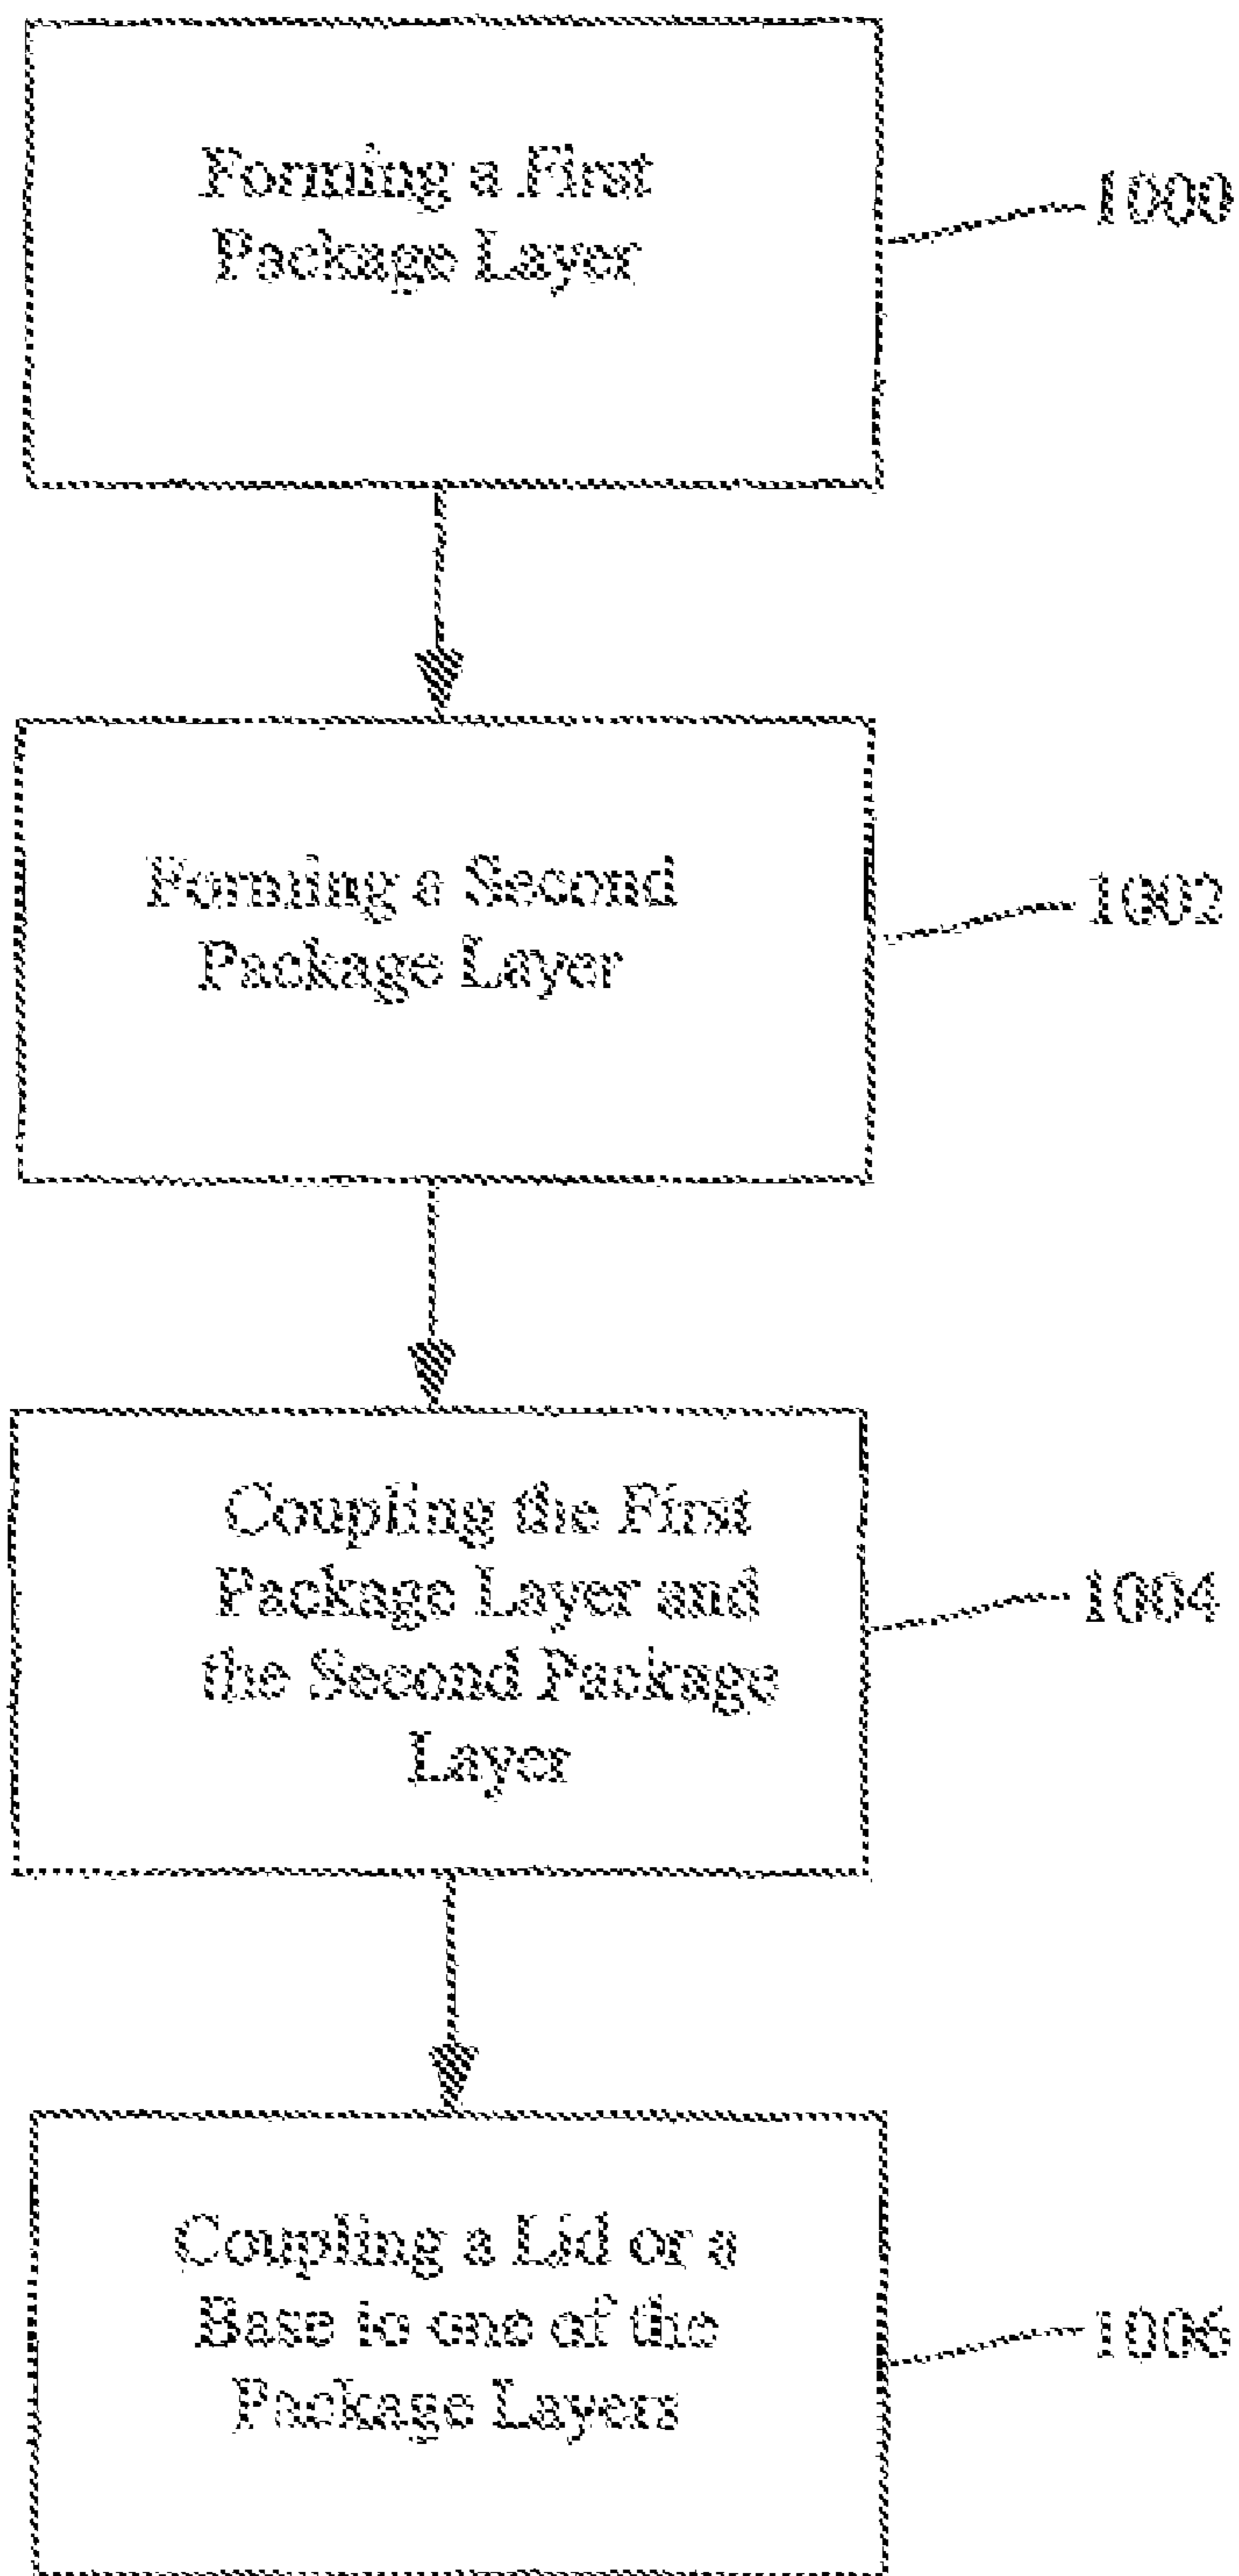 Forming a First
Package Layer
1000
Forming a Second
Package Layer
1002
Coupling the First
Package Layer and
the Second Package
Layer
1004
Coupling a Lid or a
Base to one of the
Package Layers
1006